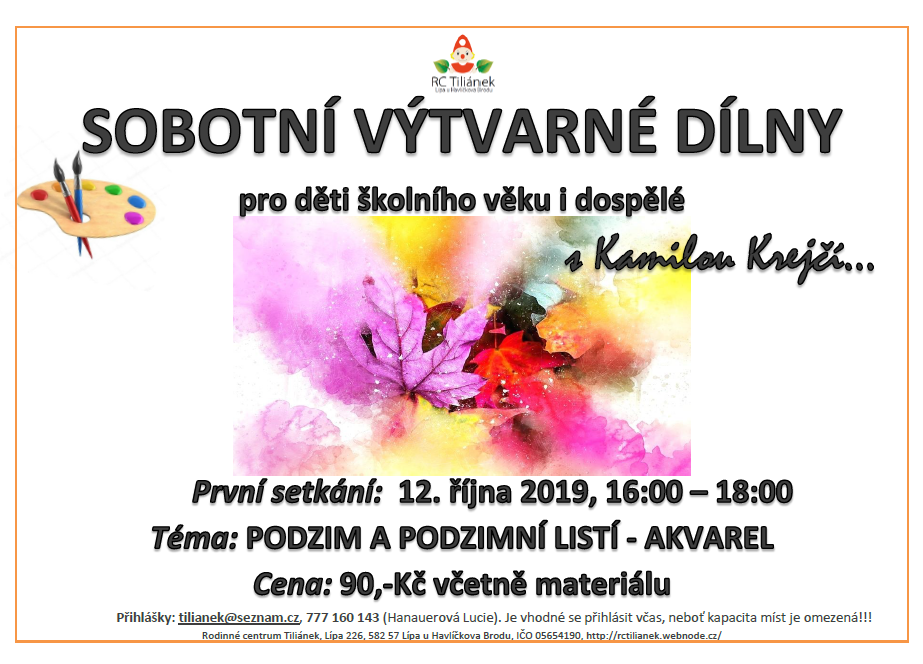 RC Tiliánek
Lípa u Havlíčkova Brodu
SOBOTNÍ VÝTVARNÉ DÍLNY
pro děti školního věku i dospělé
s Kamilou Krejčí...
První setkání: 12. října 2019, 16:00 – 18:00
Téma: PODZIM A PODZIMNÍ LISTÍ - AKVAREL
Cena: 90,-Kč včetně materiálu
Přihlášky: tilianek@seznam.cz, 777 160 143 (Hanauerová Lucie). Je vhodné se přihlásit včas, neboť kapacita míst je omezená!!!
Rodinné centrum Tiliánek, Lípa 226, 582 57 Lípa u Havlíčkova Brodu, IČO 05654190, http://rctilianek.webnode.cz/